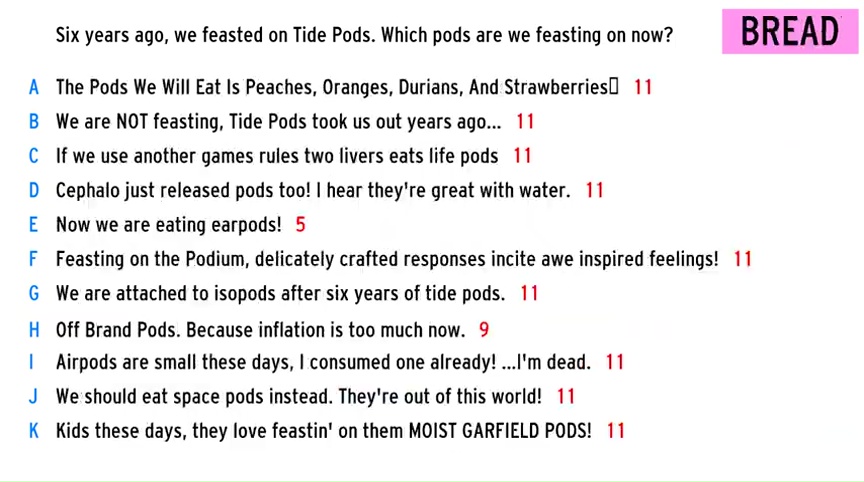 Six years ago, we feasted on Tide Pods. Which pods are we feasting on now?
BREAD
A The Pods We Will Eat Is Peaches, Oranges, Durians, And Strawberries▯ 11
B We are NOT feasting, Tide Pods took us out years ago... 11
C If we use another games rules two livers eats life pods 11
D Cephalo just released pods too! I hear they're great with water. 11
E Now we are eating earpods! 5
F Feasting on the Podium, delicately crafted responses incite awe inspired feelings! 11
G We are attached to isopods after six years of tide pods. 11
H Off Brand Pods. Because inflation is too much now. 9
I Airpods are small these days, I consumed one already! ...I'm dead. 11
J We should eat space pods instead. They're out of this world! 11
K Kids these days, they love feastin' on them MOIST GARFIELD PODS! 11